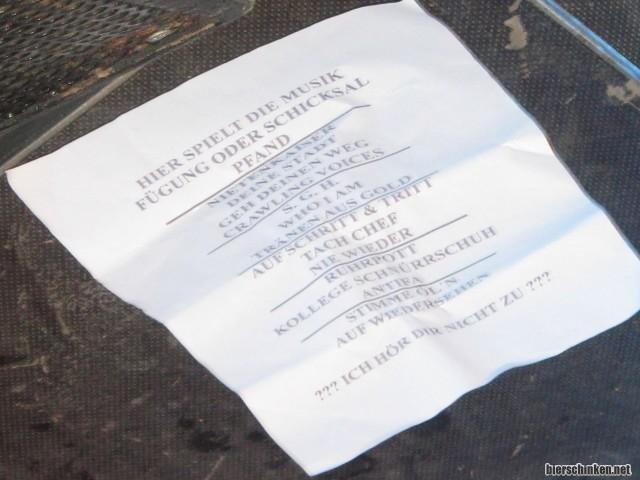 HIER SPIELT DIE MUSIK
FÜGUNG ODER SCHICKSAL
PFAND
NIETENKAISER
DEINE STADT
GEH DEINEN WEG
CRAWLING VOICES
S.G.H.
WHO I AM
TRÄNEN AUS GOLD
AUF SCHRITT & TRITT
TACH CHEF
NIE WIEDER
RUHRPOTT
KOLLEGE SCHNÜRRSCHUH
ANTIFA
STIMME ÖL´N
AUF WIEDERSEHEN
??? ICH HÖR DIR NICHT ZU ???
bierschinken.net